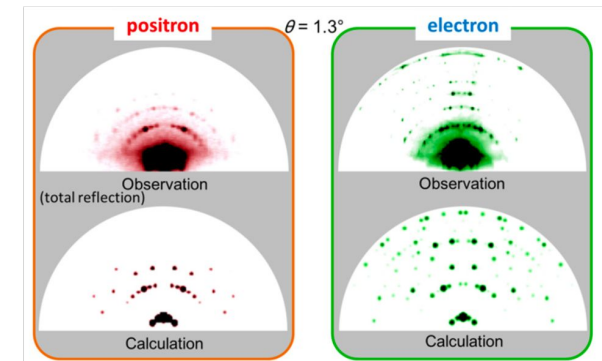 positron
θ = 1.3°
electron
Observation
(total reflection)
Observation
Calculation
Calculation